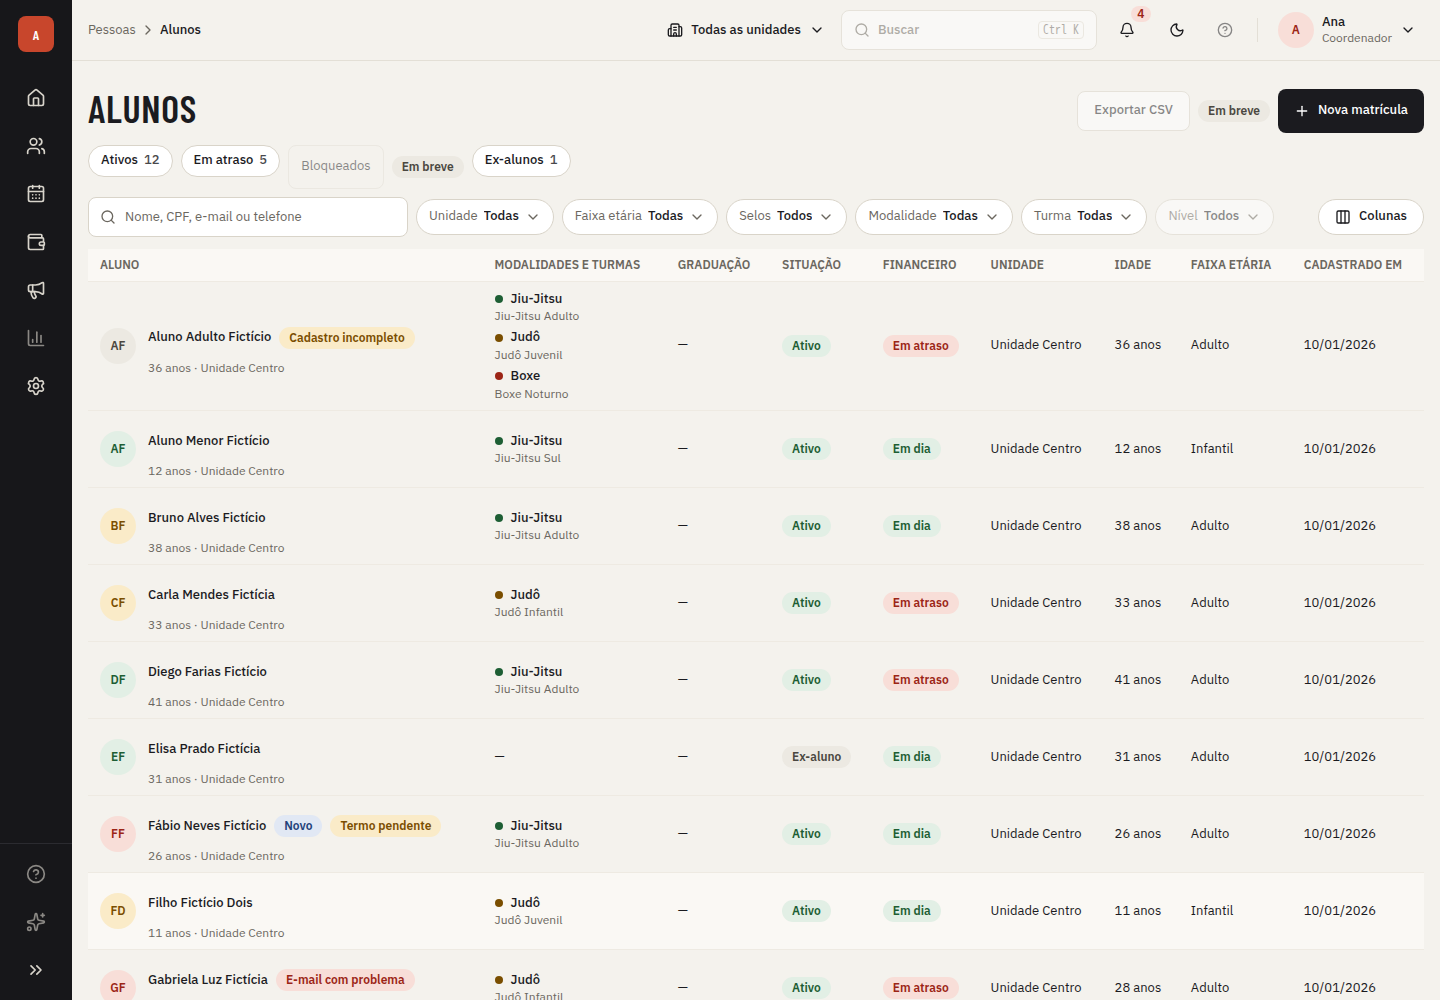 A
Pessoas > Alunos
Todas as unidades
Buscar
Ctrl K
4
A
Ana
Coordenador
ALUNOS
Exportar CSV
Em breve
Nova matrícula
Ativos 12
Em atraso 5
Bloqueados
Em breve
Ex-alunos 1
Nome, CPF, e-mail ou telefone
Unidade Todas
Faixa etária Todas
Selos Todos
Modalidade Todas
Turma Todas
Nível Todos
Colunas
ALUNO MODALIDADES E TURMAS GRADUAÇÃO SITUAÇÃO FINANCEIRO UNIDADE IDADE FAIXA ETÁRIA CADASTRADO EM
AF
Aluno Adulto Fictício Cadastro incompleto
36 anos · Unidade Centro
Jiu-Jitsu
Jiu-Jitsu Adulto
Judô
Judô Juvenil
Boxe
Boxe Noturno
— Ativo Em atraso Unidade Centro 36 anos Adulto 10/01/2026
AF
Aluno Menor Fictício
12 anos · Unidade Centro
Jiu-Jitsu
Jiu-Jitsu Sul
— Ativo Em dia Unidade Centro 12 anos Infantil 10/01/2026
BF
Bruno Alves Fictício
38 anos · Unidade Centro
Jiu-Jitsu
Jiu-Jitsu Adulto
— Ativo Em dia Unidade Centro 38 anos Adulto 10/01/2026
CF
Carla Mendes Fictícia
33 anos · Unidade Centro
Judô
Judô Infantil
— Ativo Em atraso Unidade Centro 33 anos Adulto 10/01/2026
DF
Diego Farias Fictício
41 anos · Unidade Centro
Jiu-Jitsu
Jiu-Jitsu Adulto
— Ativo Em atraso Unidade Centro 41 anos Adulto 10/01/2026
EF
Elisa Prado Fictícia
31 anos · Unidade Centro
— — Ex-aluno Em dia Unidade Centro 31 anos Adulto 10/01/2026
FF
Fábio Neves Fictício Novo Termo pendente
26 anos · Unidade Centro
Jiu-Jitsu
Jiu-Jitsu Adulto
— Ativo Em dia Unidade Centro 26 anos Adulto 10/01/2026
FD
Filho Fictício Dois
11 anos · Unidade Centro
Judô
Judô Juvenil
— Ativo Em dia Unidade Centro 11 anos Infantil 10/01/2026
GF
Gabriela Luz Fictícia E-mail com problema
Judô
Judô Infantil
— Ativo Em atraso Unidade Centro 28 anos Adulto 10/01/2026